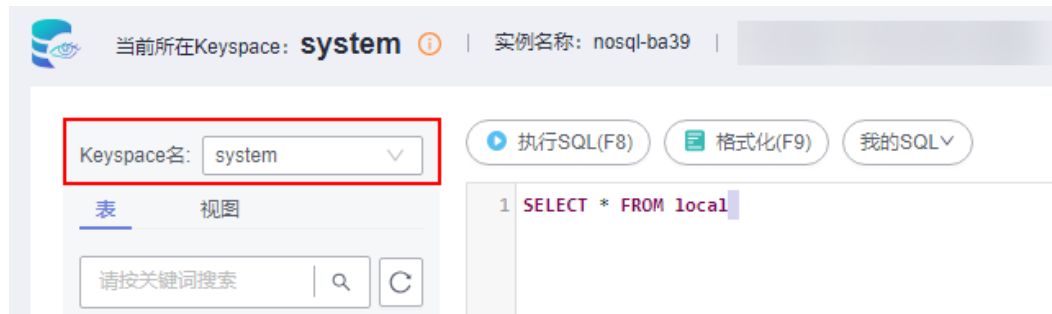 当前所在Keyspace：system | 实例名称：nosql-ba39 |
Keyspace名: system
执行SQL(F8) 格式化(F9) 我的SQL
表 视图
1 SELECT * FROM local
请按关键词搜索